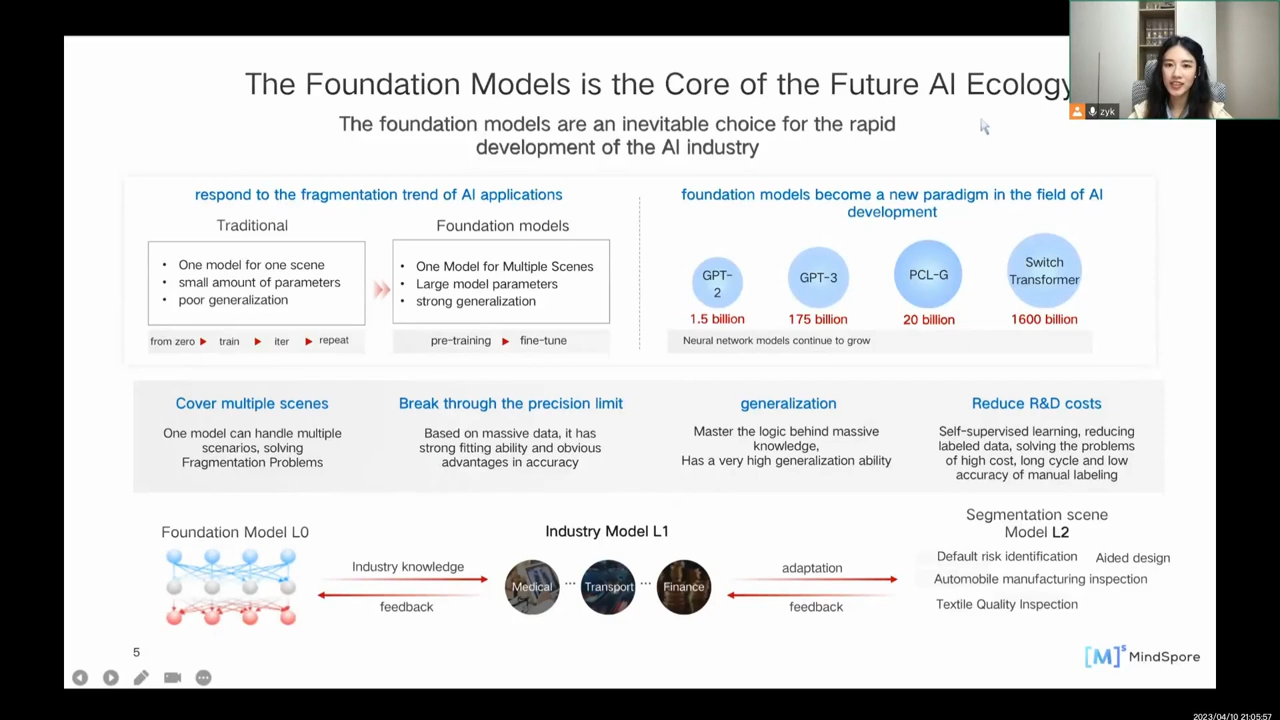 The Foundation Models is the Core of the Future AI Ecology
zyk
The foundation models are an inevitable choice for the rapid
development of the AI industry
respond to the fragmentation trend of AI applications
Traditional
Foundation models
• One model for one scene
• small amount of parameters
• poor generalization
• One Model for Multiple Scenes
• Large model parameters
• strong generalization
from zero train iter repeat
pre-training fine-tune
foundation models become a new paradigm in the field of AI
development
GPT-
2
GPT-3
PCL-G
Switch
Transformer
1.5 billion
175 billion
20 billion
1600 billion
Neural network models continue to grow
Cover multiple scenes
One model can handle multiple
scenarios, solving
Fragmentation Problems
Break through the precision limit
Based on massive data, it has
strong fitting ability and obvious
advantages in accuracy
generalization
Master the logic behind massive
knowledge,
Has a very high generalization ability
Reduce R&D costs
Self-supervised learning, reducing
labeled data, solving the problems
of high cost, long cycle and low
accuracy of manual labeling
Foundation Model L0
Industry knowledge
feedback
Industry Model L1
Medical ... Transport ... Finance
adaptation
feedback
Segmentation scene
Model L2
Default risk identification Aided design
Automobile manufacturing inspection
Textile Quality Inspection
5
[M]s MindSpore
2023/04/10 21:05:57